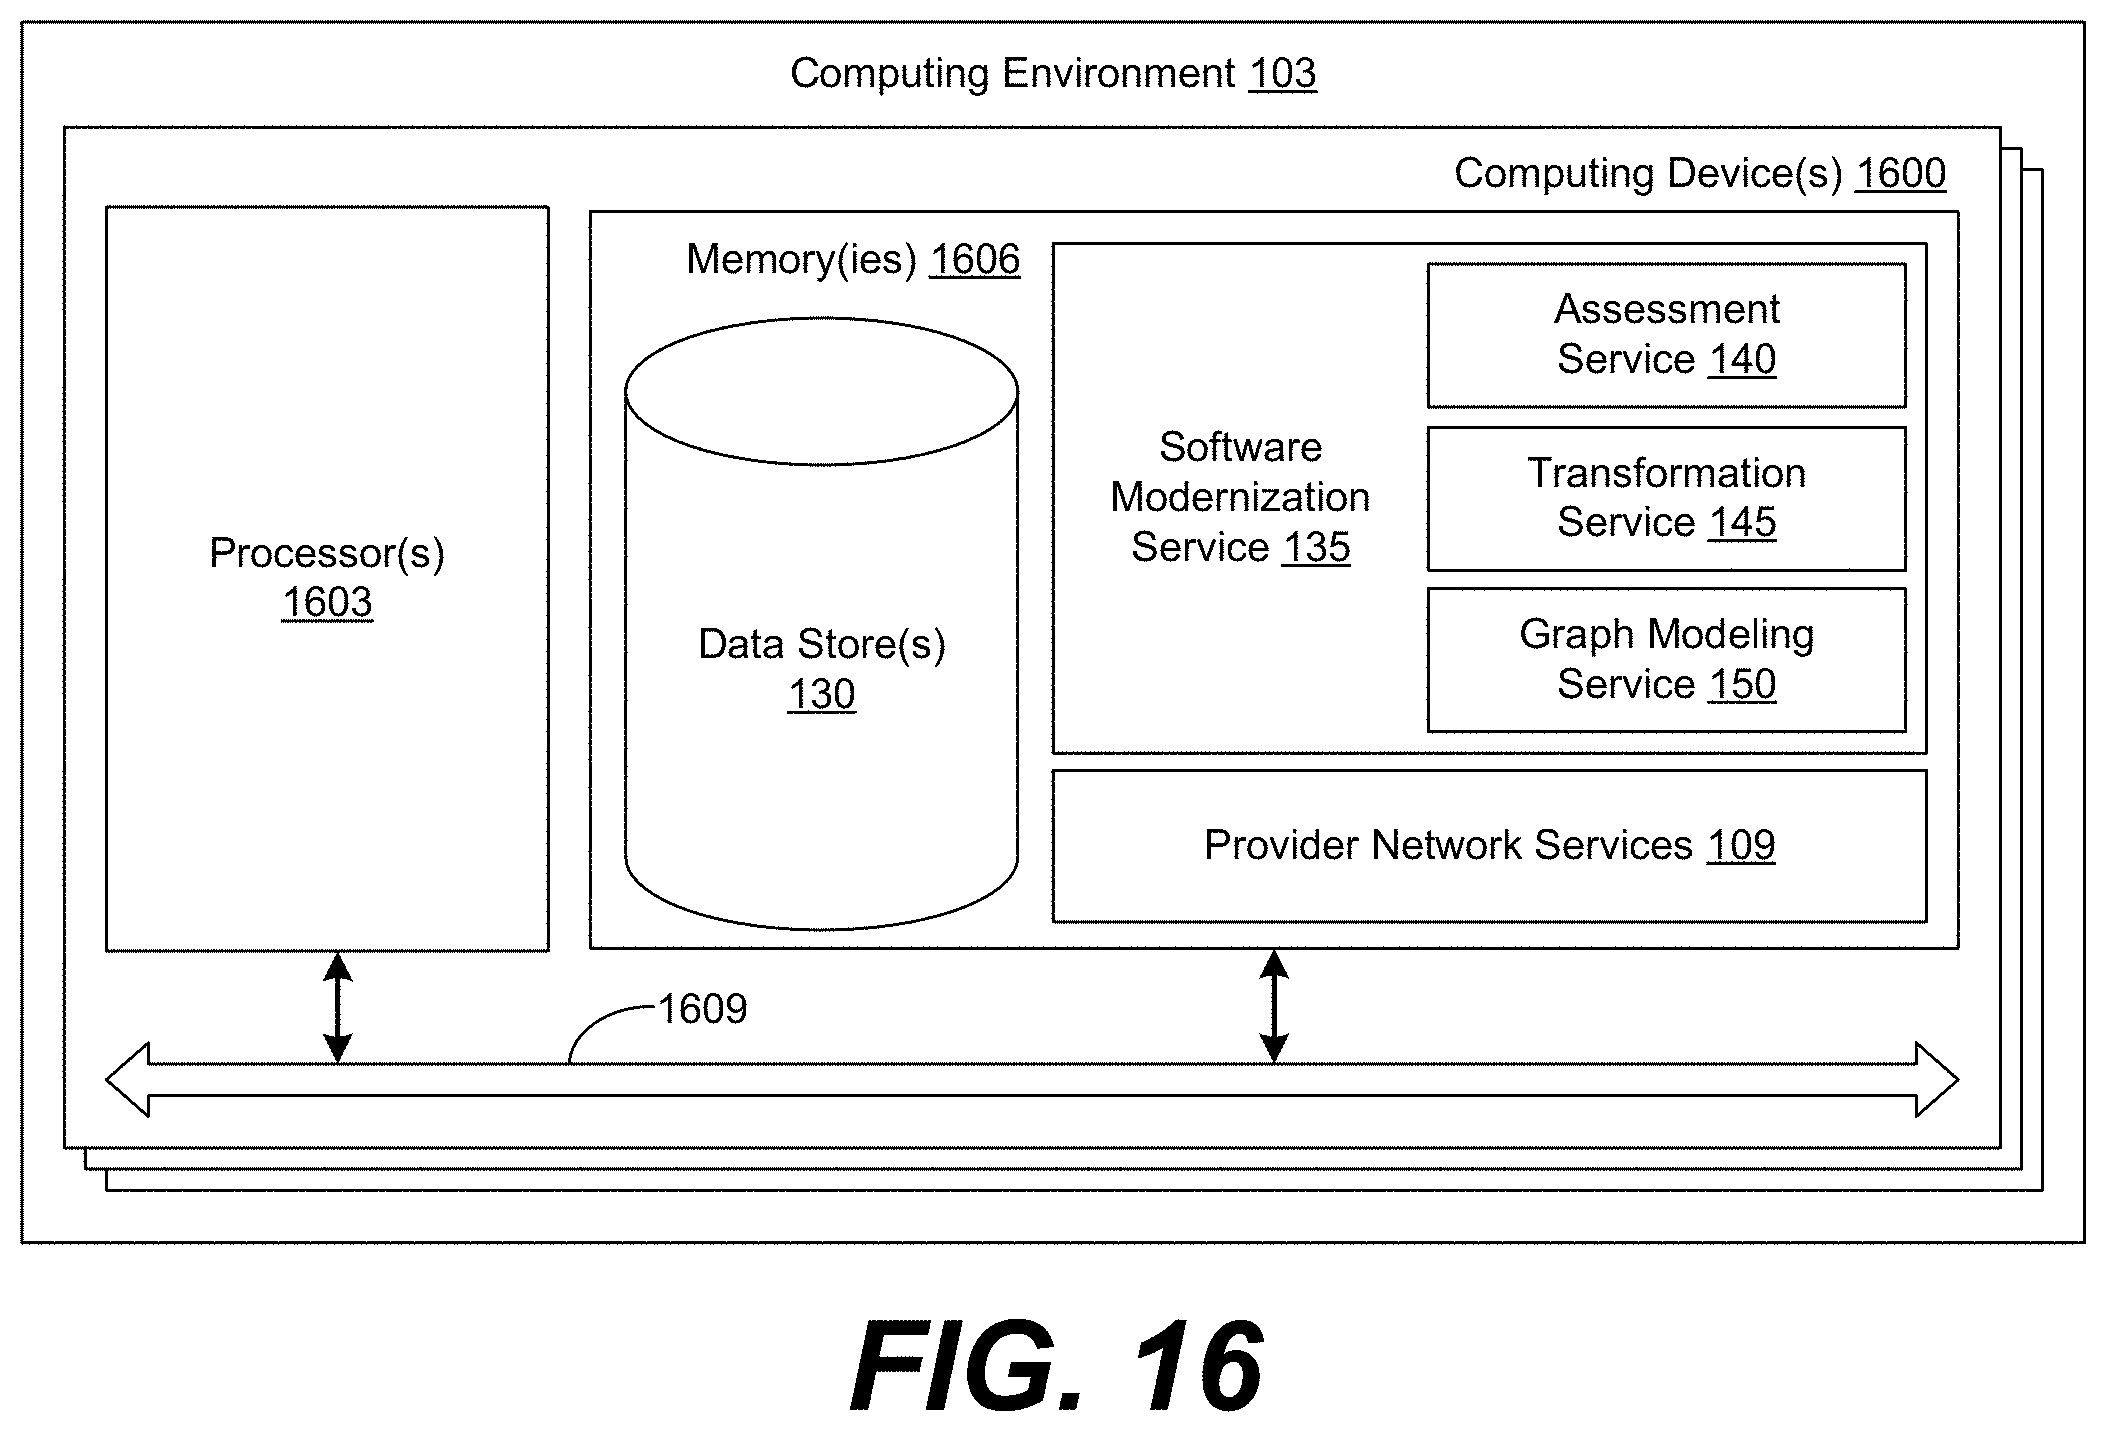 Computing Environment 103
Computing Device(s) 1600
Processor(s)
1603
Memory(ies) 1606
Data Store(s)
130
Software
Modernization
Service 135
Assessment
Service 140
Transformation
Service 145
Graph Modeling
Service 150
Provider Network Services 109
1609
FIG. 16